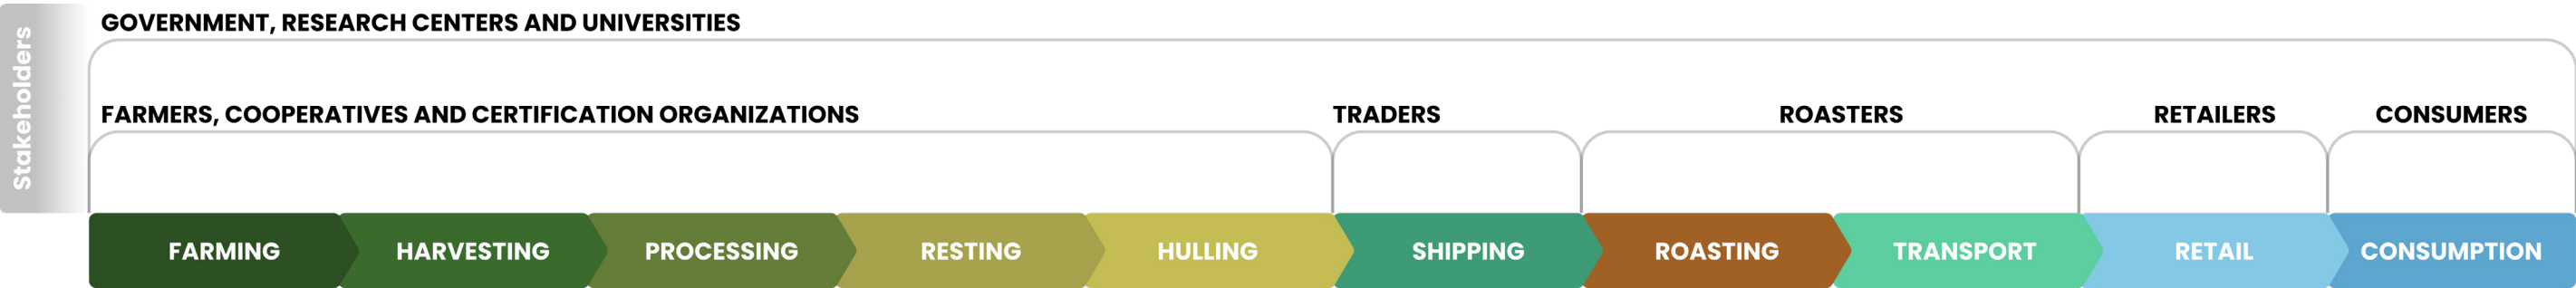 Stakeholders
GOVERNMENT, RESEARCH CENTERS AND UNIVERSITIES
FARMERS, COOPERATIVES AND CERTIFICATION ORGANIZATIONS
TRADERS
ROASTERS
RETAILERS
CONSUMERS
FARMING
HARVESTING
PROCESSING
RESTING
HULLING
SHIPPING
ROASTING
TRANSPORT
RETAIL
CONSUMPTION